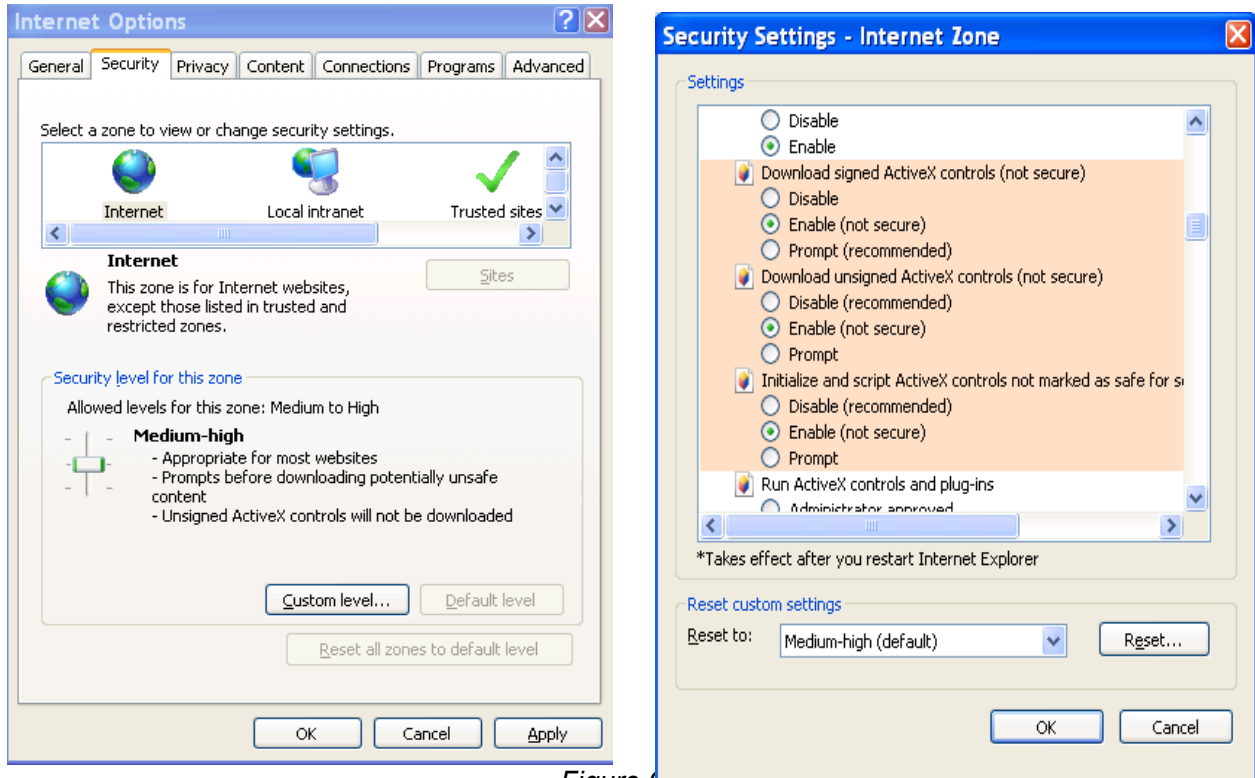 Internet Options
General Security Privacy Content Connections Programs Advanced
Select a zone to view or change security settings.
Internet Local intranet Trusted sites
Internet
This zone is for Internet websites,
except those listed in trusted and
restricted zones.
Sites
Security level for this zone
Allowed levels for this zone: Medium to High
Medium-high
- Appropriate for most websites
- Prompts before downloading potentially unsafe
content
- Unsigned ActiveX controls will not be downloaded
Custom level... Default level
Reset all zones to default level
OK Cancel Apply
Security Settings - Internet Zone
Settings
Disable
Enable
Download signed ActiveX controls (not secure)
Disable
Enable (not secure)
Prompt (recommended)
Download unsigned ActiveX controls (not secure)
Disable (recommended)
Enable (not secure)
Prompt
Initialize and script ActiveX controls not marked as safe for
Disable (recommended)
Enable (not secure)
Prompt
Run ActiveX controls and plug-ins
Administrator approved
*Takes effect after you restart Internet Explorer
Reset custom settings
Reset to: Medium-high (default) Reset...
OK Cancel
Figure